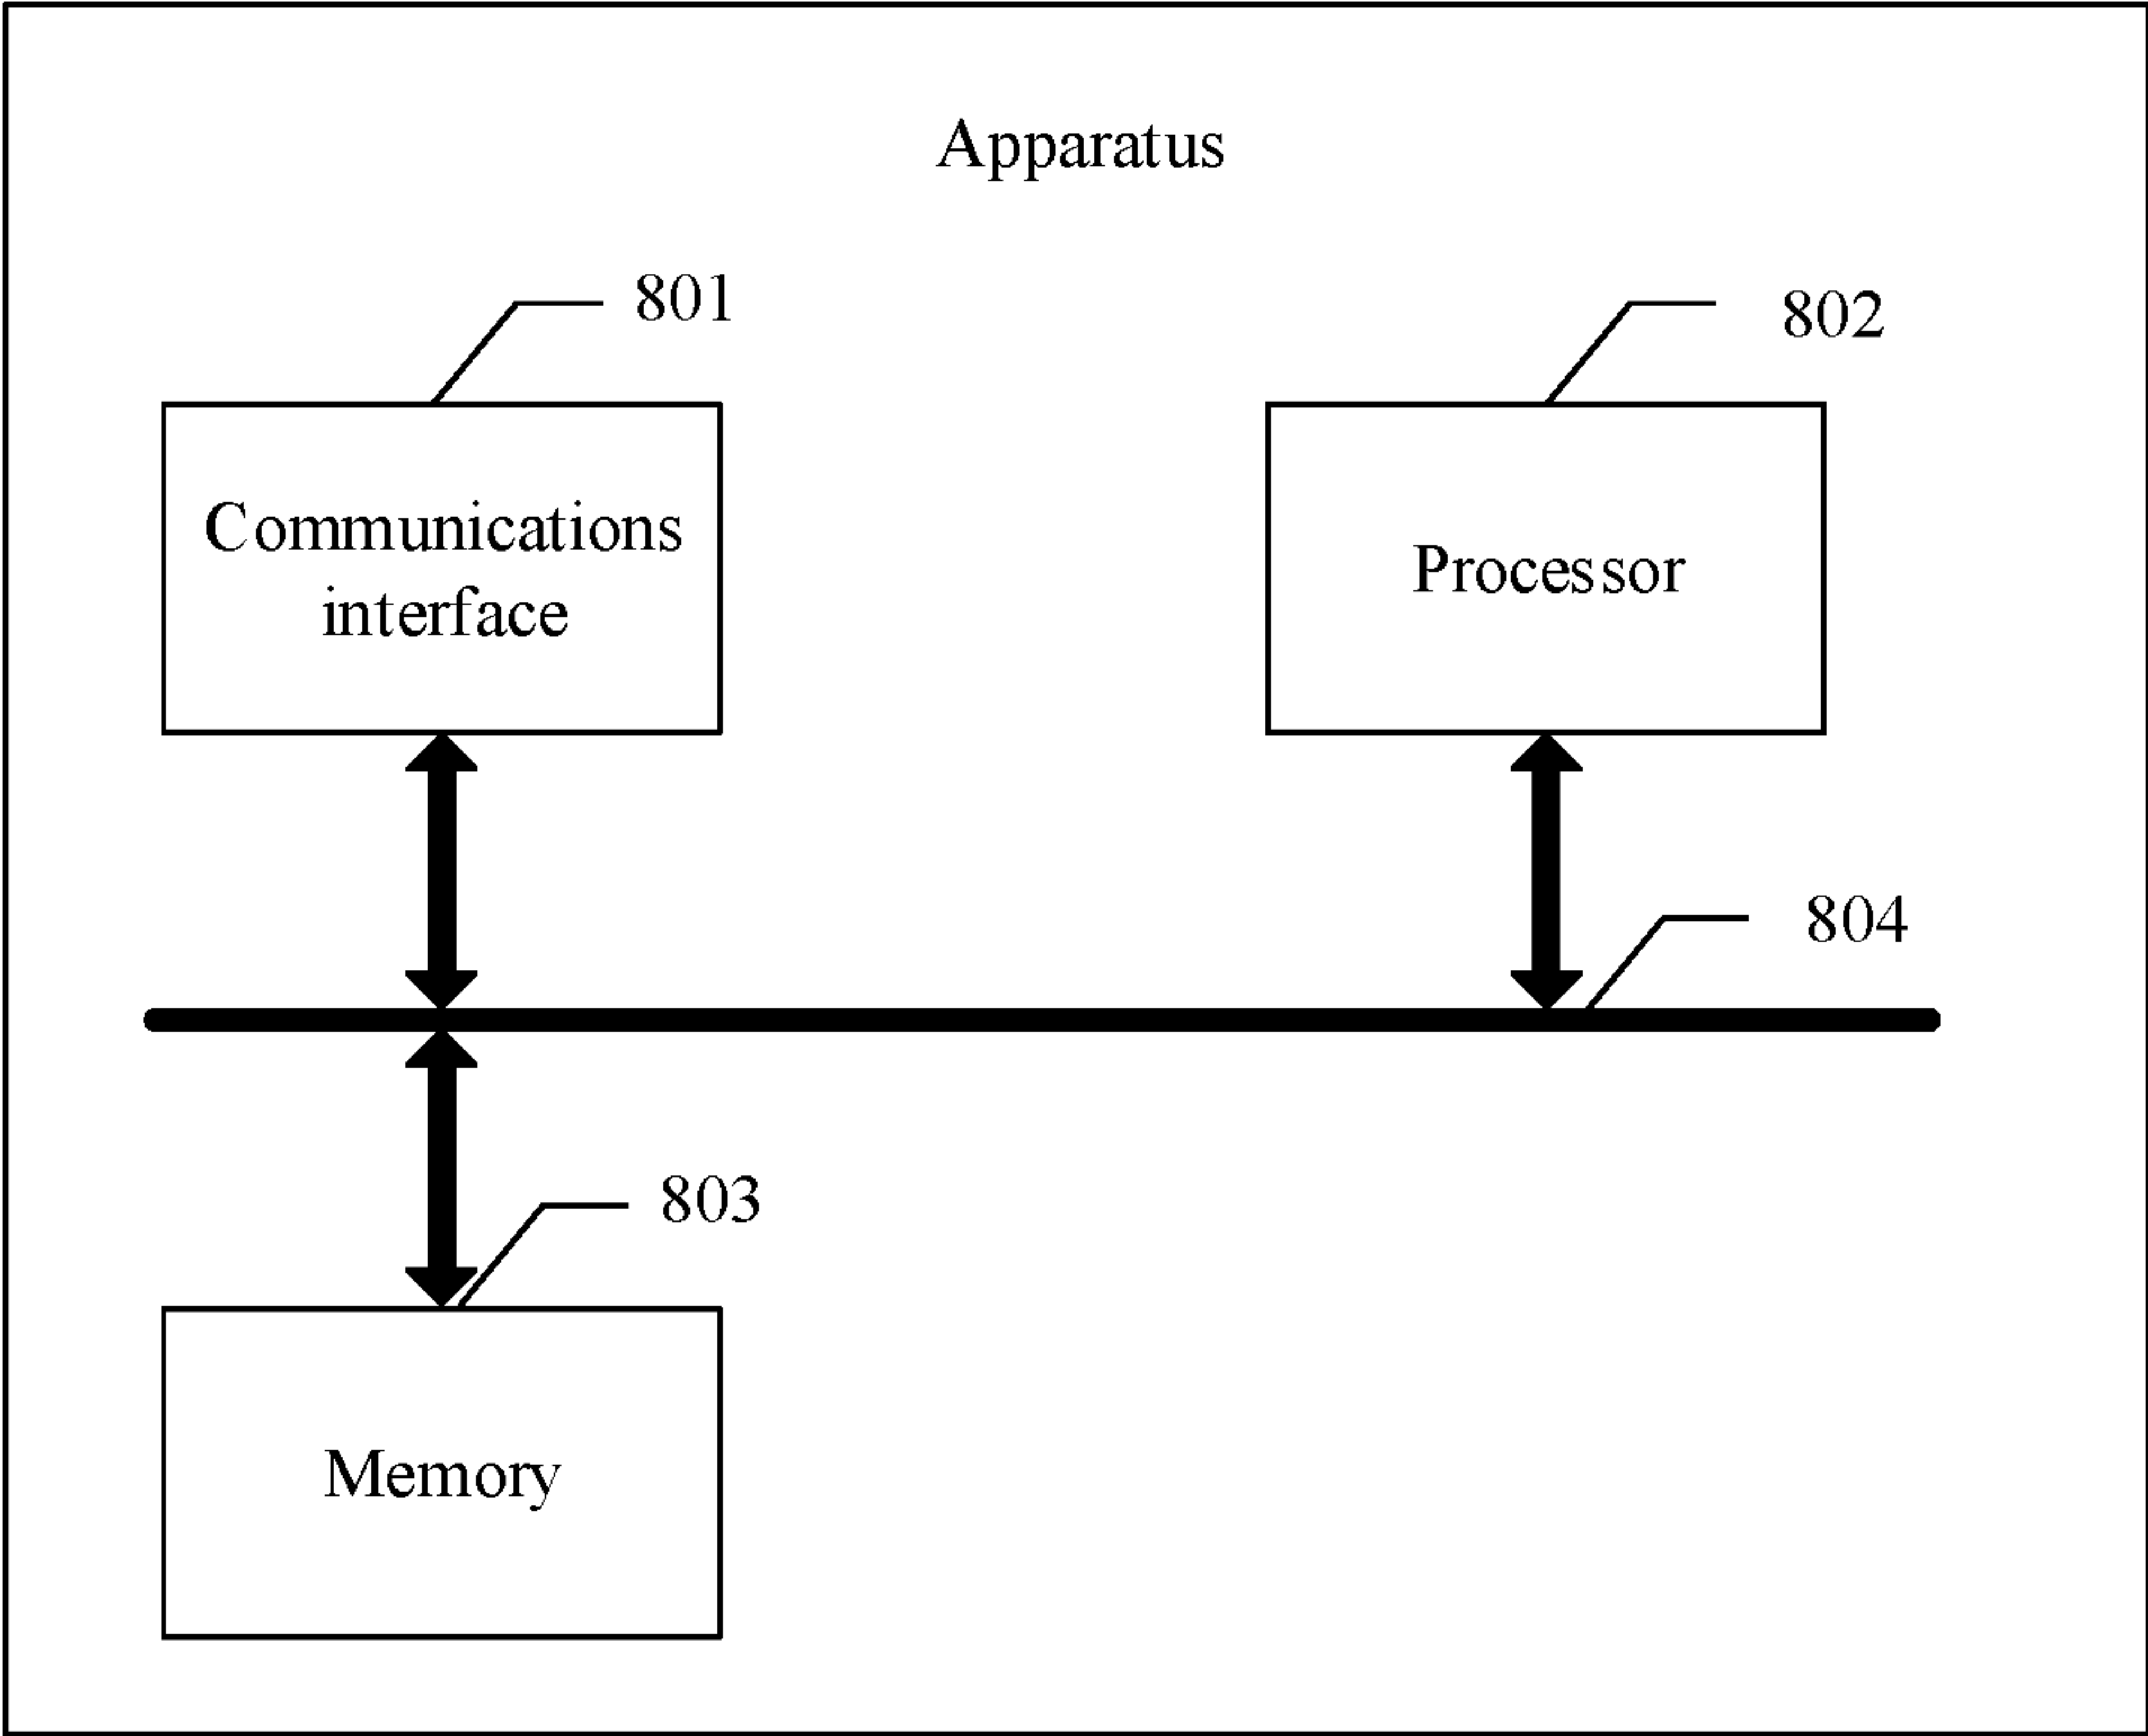 Apparatus
801
802
Communications
interface
Processor
804
803
Memory